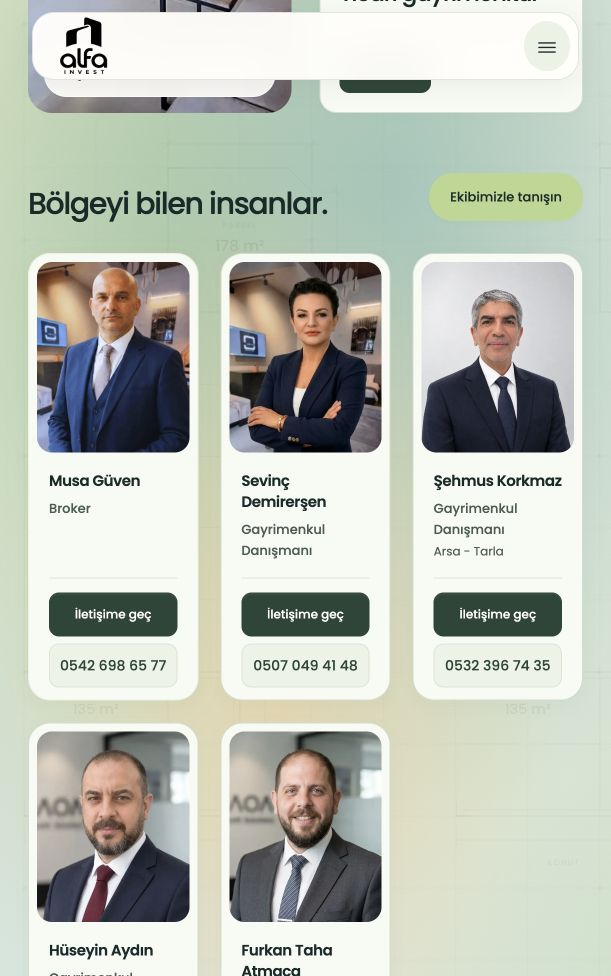 alfa
INVEST
Bölgeyi bilen insanlar.
Ekibimizle tanışın
178 m²
Musa Güven
Broker
İletişime geç
0542 698 65 77
Sevinç
Demirerşen
Gayrimenkul
Danışmanı
İletişime geç
0507 049 41 48
Şehmus Korkmaz
Gayrimenkul
Danışmanı
Arsa - Tarla
İletişime geç
0532 396 74 35
135 m²
135 m²
KONUT
Hüseyin Aydın
Furkan Taha
Atmaca